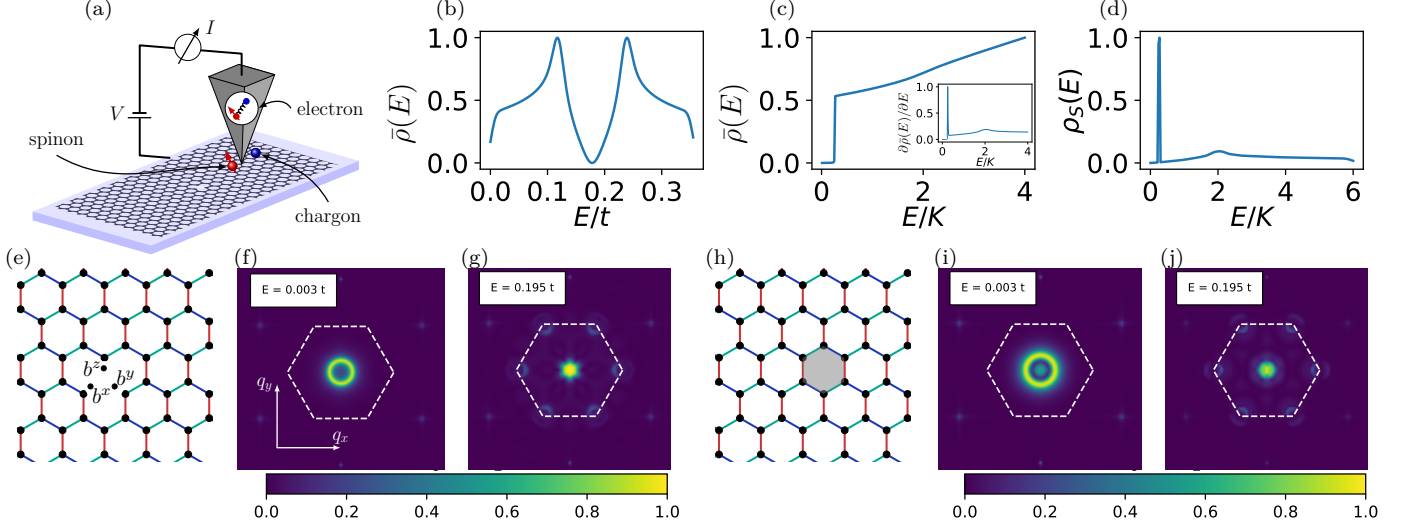 (a)
I
V
electron
spinon
chargon
(b)
1.0
0.5
0.0
ρ̄(E)
0.0 0.1 0.2 0.3
E/t
(c)
1.0
0.5
0.0
ρ̄(E)
0 2 4
E/K
1.0
0.5
0.0
∂ρ̄(E)/∂E
0 2 4
E/K
(d)
1.0
0.5
0.0
ρS(E)
0 2 4 6
E/K
(e)
b^z
b^y
b^x
(f)
E = 0.003 t
q_y
q_x
(g)
E = 0.195 t
0.0 0.2 0.4 0.6 0.8 1.0
(h)
(i)
E = 0.003 t
(j)
E = 0.195 t
0.0 0.2 0.4 0.6 0.8 1.0